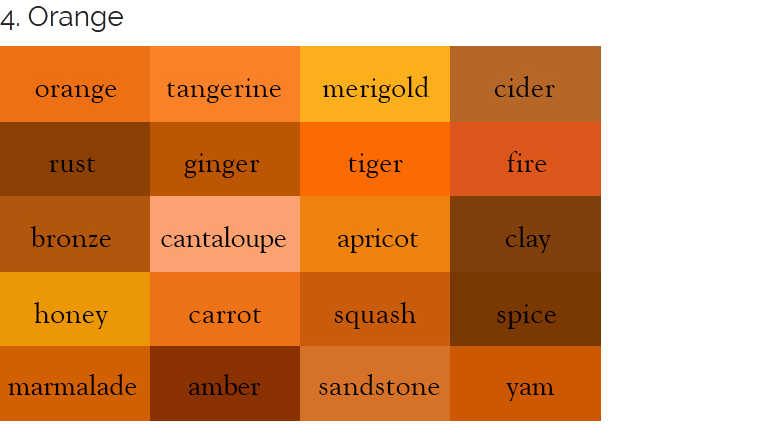 4. Orange
orange tangerine merigold cider
rust ginger tiger fire
bronze cantaloupe apricot clay
honey carrot squash spice
marmalade amber sandstone yam